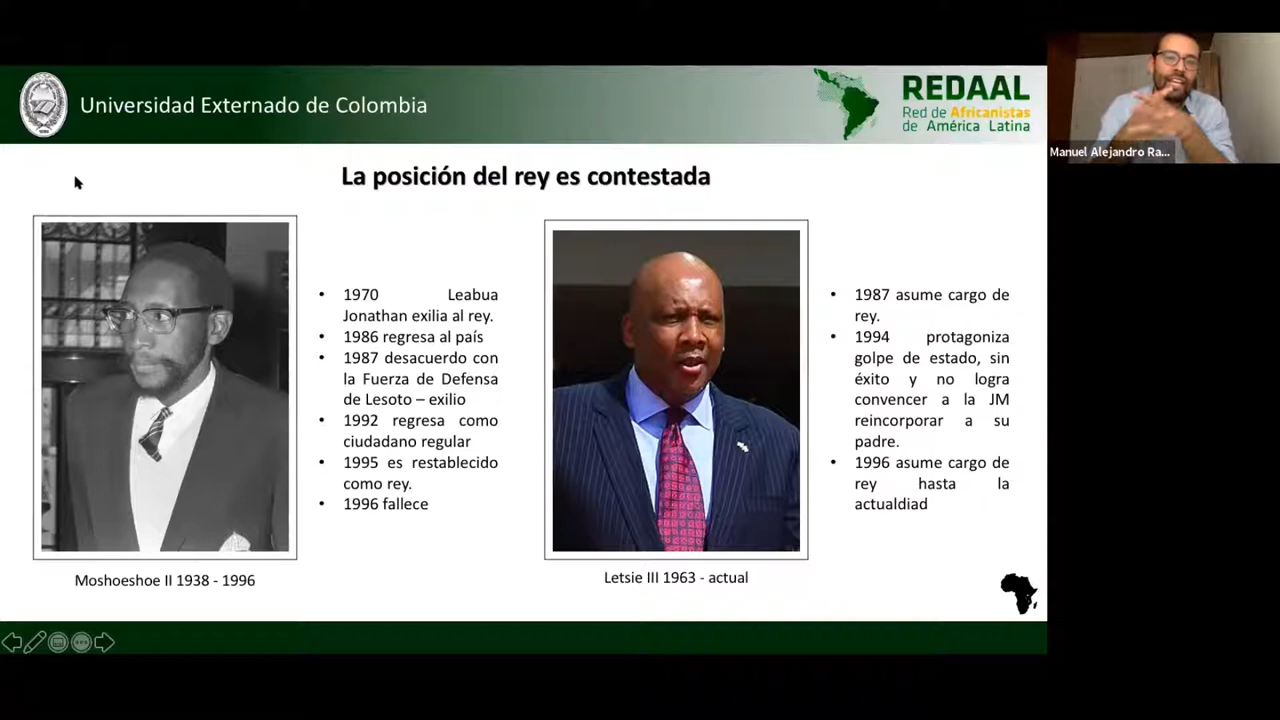 Universidad Externado de Colombia
REDAAL
Red de Africanistas
de América Latina
Manuel Alejandro Ra...
La posición del rey es contestada
• 1970 Leabua
Jonathan exilia al rey.
• 1986 regresa al país
• 1987 desacuerdo con
la Fuerza de Defensa
de Lesoto – exilio
• 1992 regresa como
ciudadano regular
• 1995 es restablecido
como rey.
• 1996 fallece
Moshoeshoe II 1938 - 1996
• 1987 asume cargo de
rey.
• 1994 protagoniza
golpe de estado, sin
éxito y no logra
convencer a la JM
reincorporar a su
padre.
• 1996 asume cargo de
rey hasta la
actualdiad
Letsie III 1963 - actual